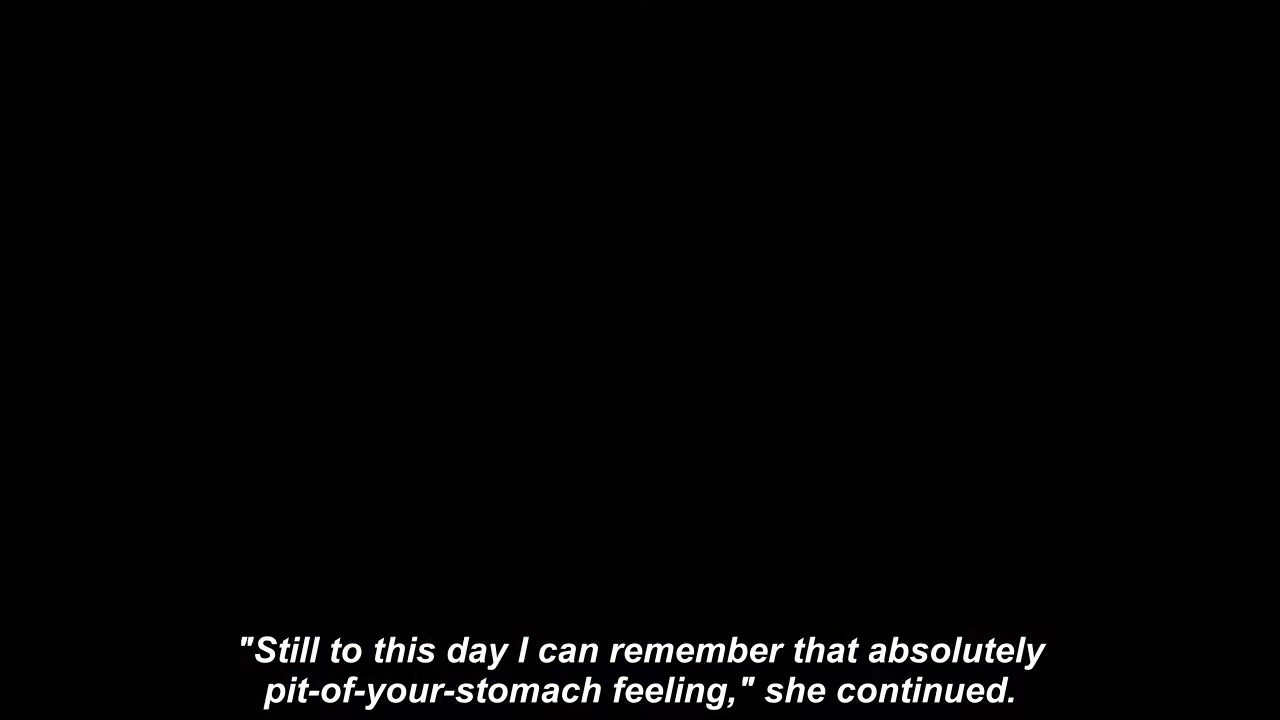 "Still to this day I can remember that absolutely
pit-of-your-stomach feeling," she continued.